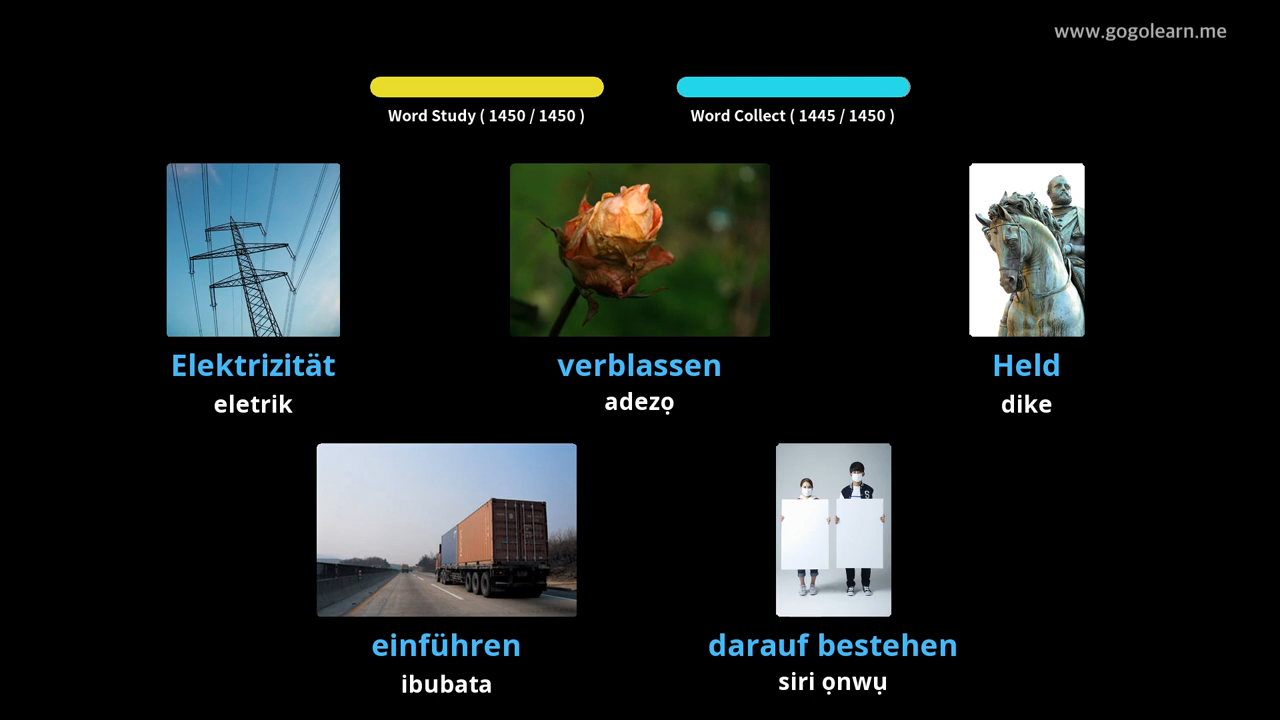 www.gogolearn.me
Word Study ( 1450 / 1450 )
Word Collect ( 1445 / 1450 )
Elektrizität
eletrik
verblassen
adezọ
Held
dike
einführen
ibubata
darauf bestehen
siri ọnwụ